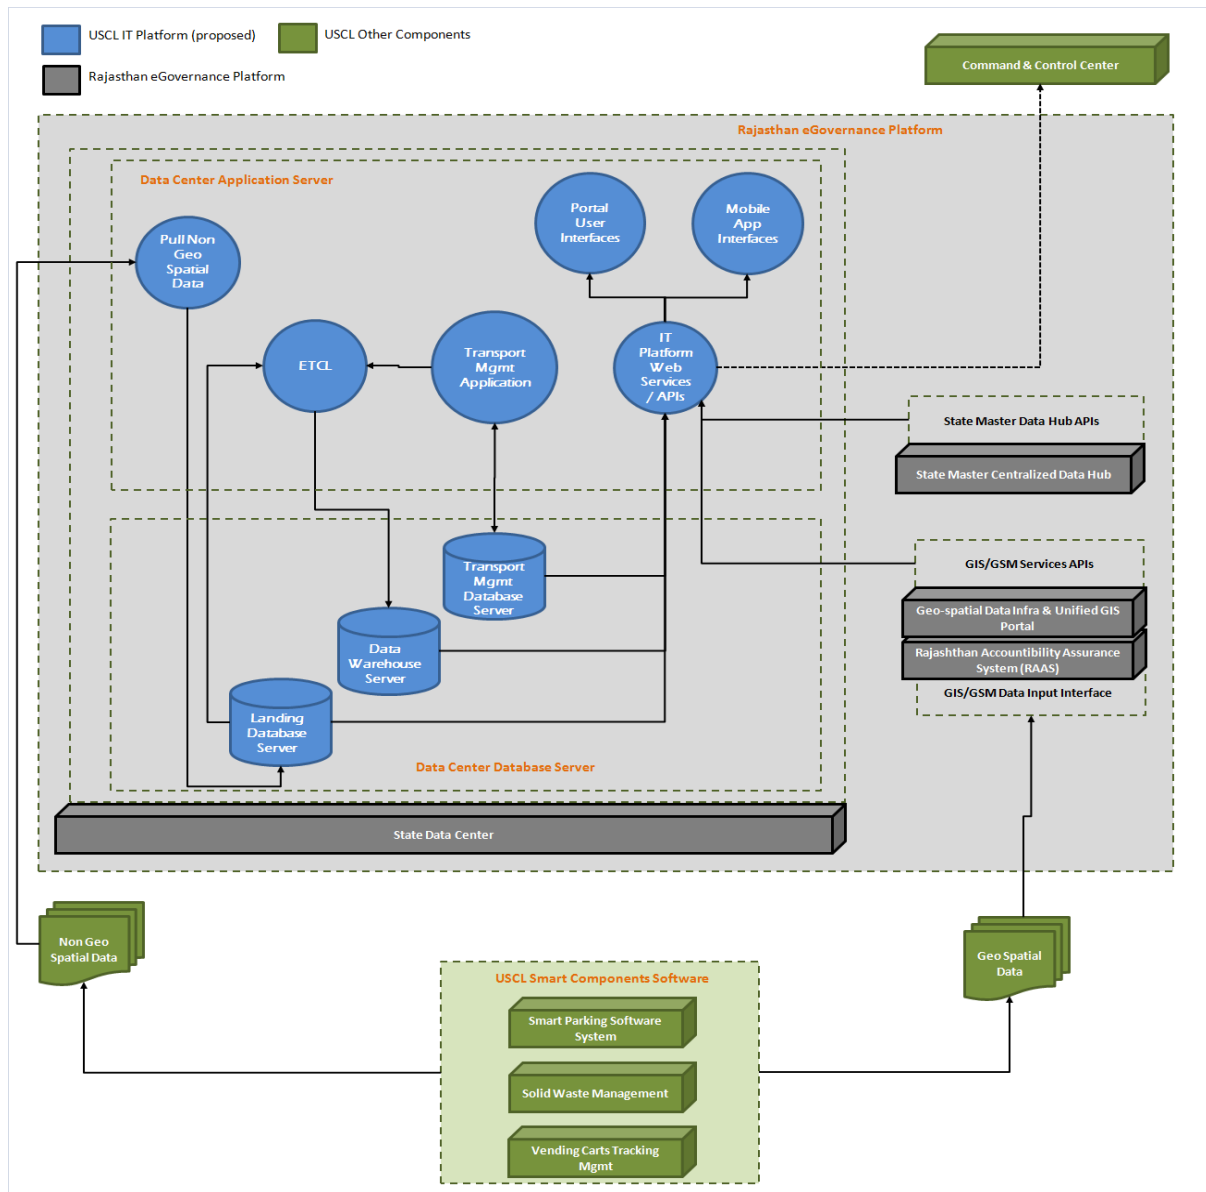 USCL IT Platform (proposed)
USCL Other Components
Rajasthan eGovernance Platform
Command & Control Center
Rajasthan eGovernance Platform
Data Center Application Server
Portal
User
Interfaces
Mobile
App
Interfaces
Pull Non
Geo
Spatial
Data
ETCL
Transport
Mgmt
Application
IT
Platform
Web
Services
/ APIs
State Master Data Hub APIs
State Master Centralized Data Hub
GIS/GSM Services APIs
Geo-spatial Data Infra & Unified GIS
Portal
Rajashthan Accountibility Assurance
System (RAAS)
GIS/GSM Data Input Interface
Transport
Mgmt
Database
Server
Data
Warehouse
Server
Landing
Database
Server
Data Center Database Server
State Data Center
Non Geo
Spatial Data
Geo Spatial
Data
USCL Smart Components Software
Smart Parking Software
System
Solid Waste Management
Vending Carts Tracking
Mgmt